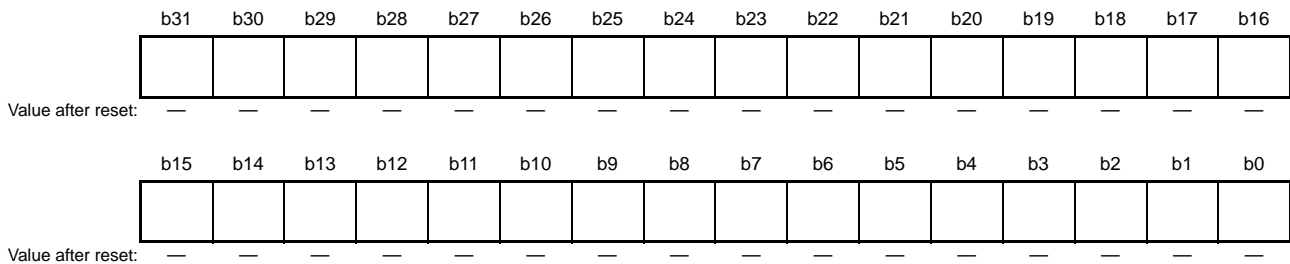 b31 b30 b29 b28 b27 b26 b25 b24 b23 b22 b21 b20 b19 b18 b17 b16
Value after reset: — — — — — — — — — — — — — — — —
b15 b14 b13 b12 b11 b10 b9 b8 b7 b6 b5 b4 b3 b2 b1 b0
Value after reset: — — — — — — — — — — — — — — — —